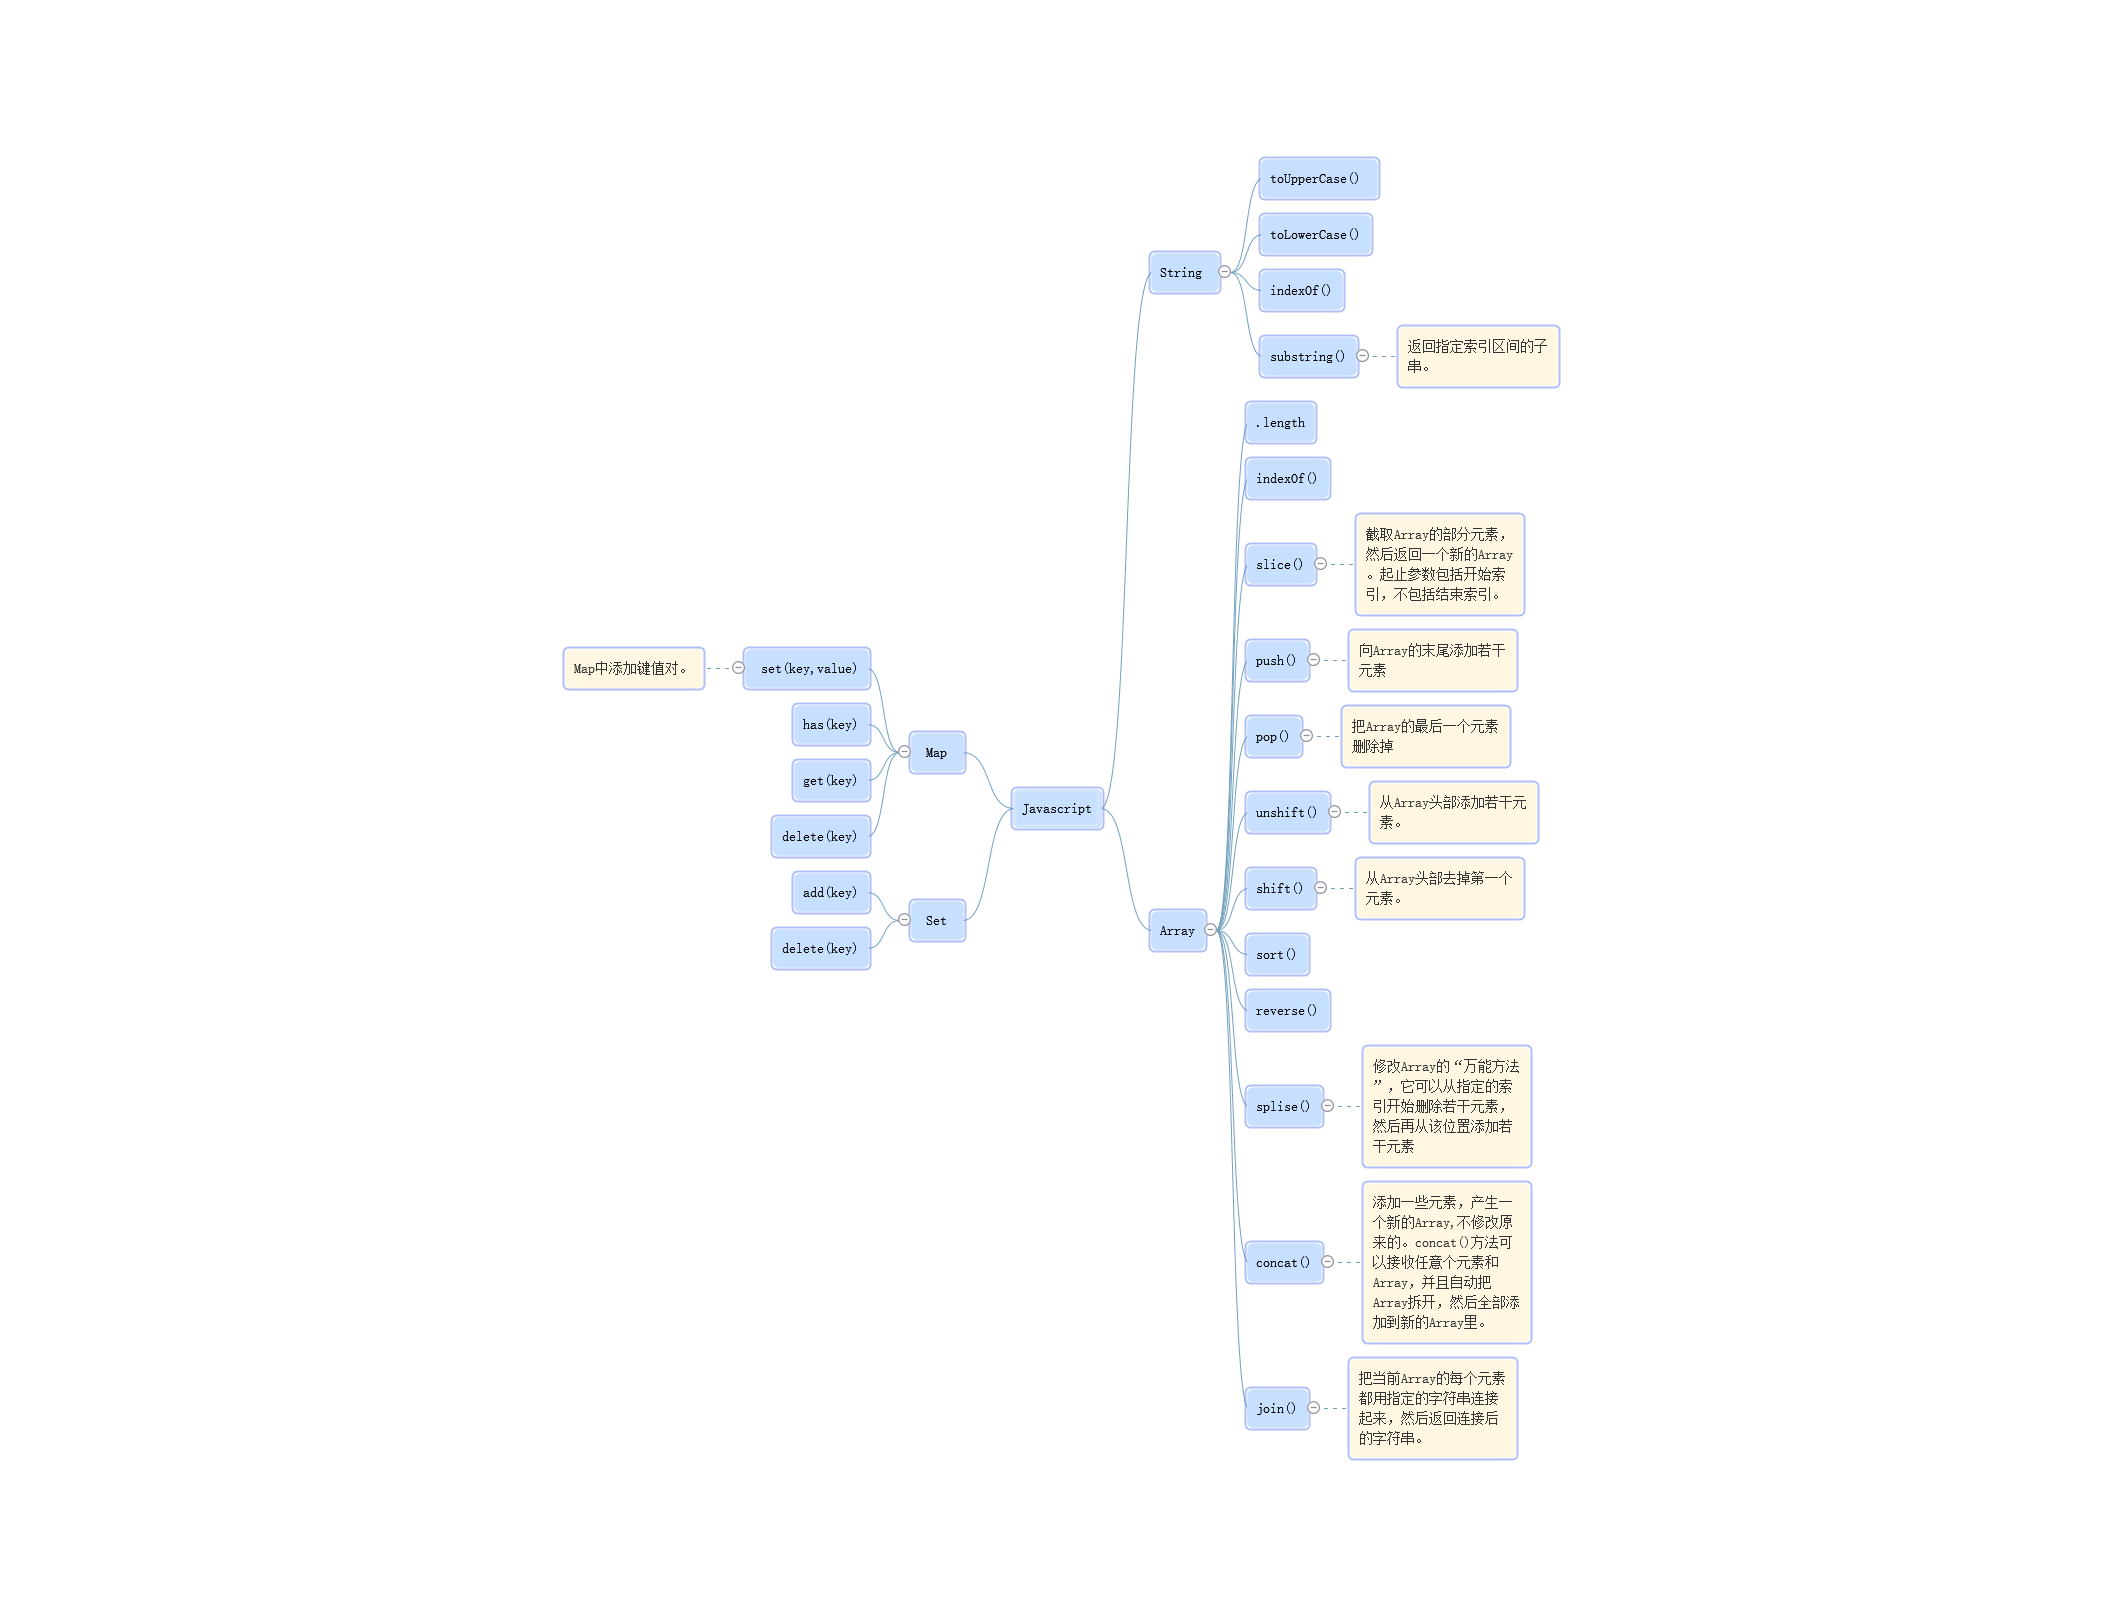 toUpperCase()
toLowerCase()
String
indexOf()
substring()
返回指定索引区间的子
串。
.length
indexOf()
slice()
截取Array的部分元素，
然后返回一个新的Array
。起止参数包括开始索
引，不包括结束索引。
push()
向Array的末尾添加若干
元素
pop()
把Array的最后一个元素
删除掉
unshift()
从Array头部添加若干元
素。
shift()
从Array头部去掉第一个
元素。
Array
sort()
reverse()
splise()
修改Array的“万能方法
”，它可以从指定的索
引开始删除若干元素，
然后再从该位置添加若
干元素
concat()
添加一些元素，产生一
个新的Array,不修改原
来的。concat()方法可
以接收任意个元素和
Array，并且自动把
Array拆开，然后全部添
加到新的Array里。
join()
把当前Array的每个元素
都用指定的字符串连接
起来，然后返回连接后
的字符串。
Javascript
Map
set(key,value)
Map中添加键值对。
has(key)
get(key)
delete(key)
Set
add(key)
delete(key)